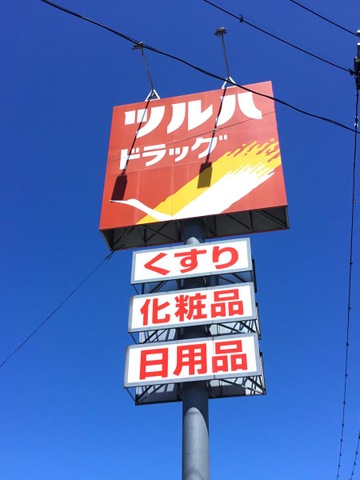 ツルハ
ドラッグ
くすり
化粧品
日用品